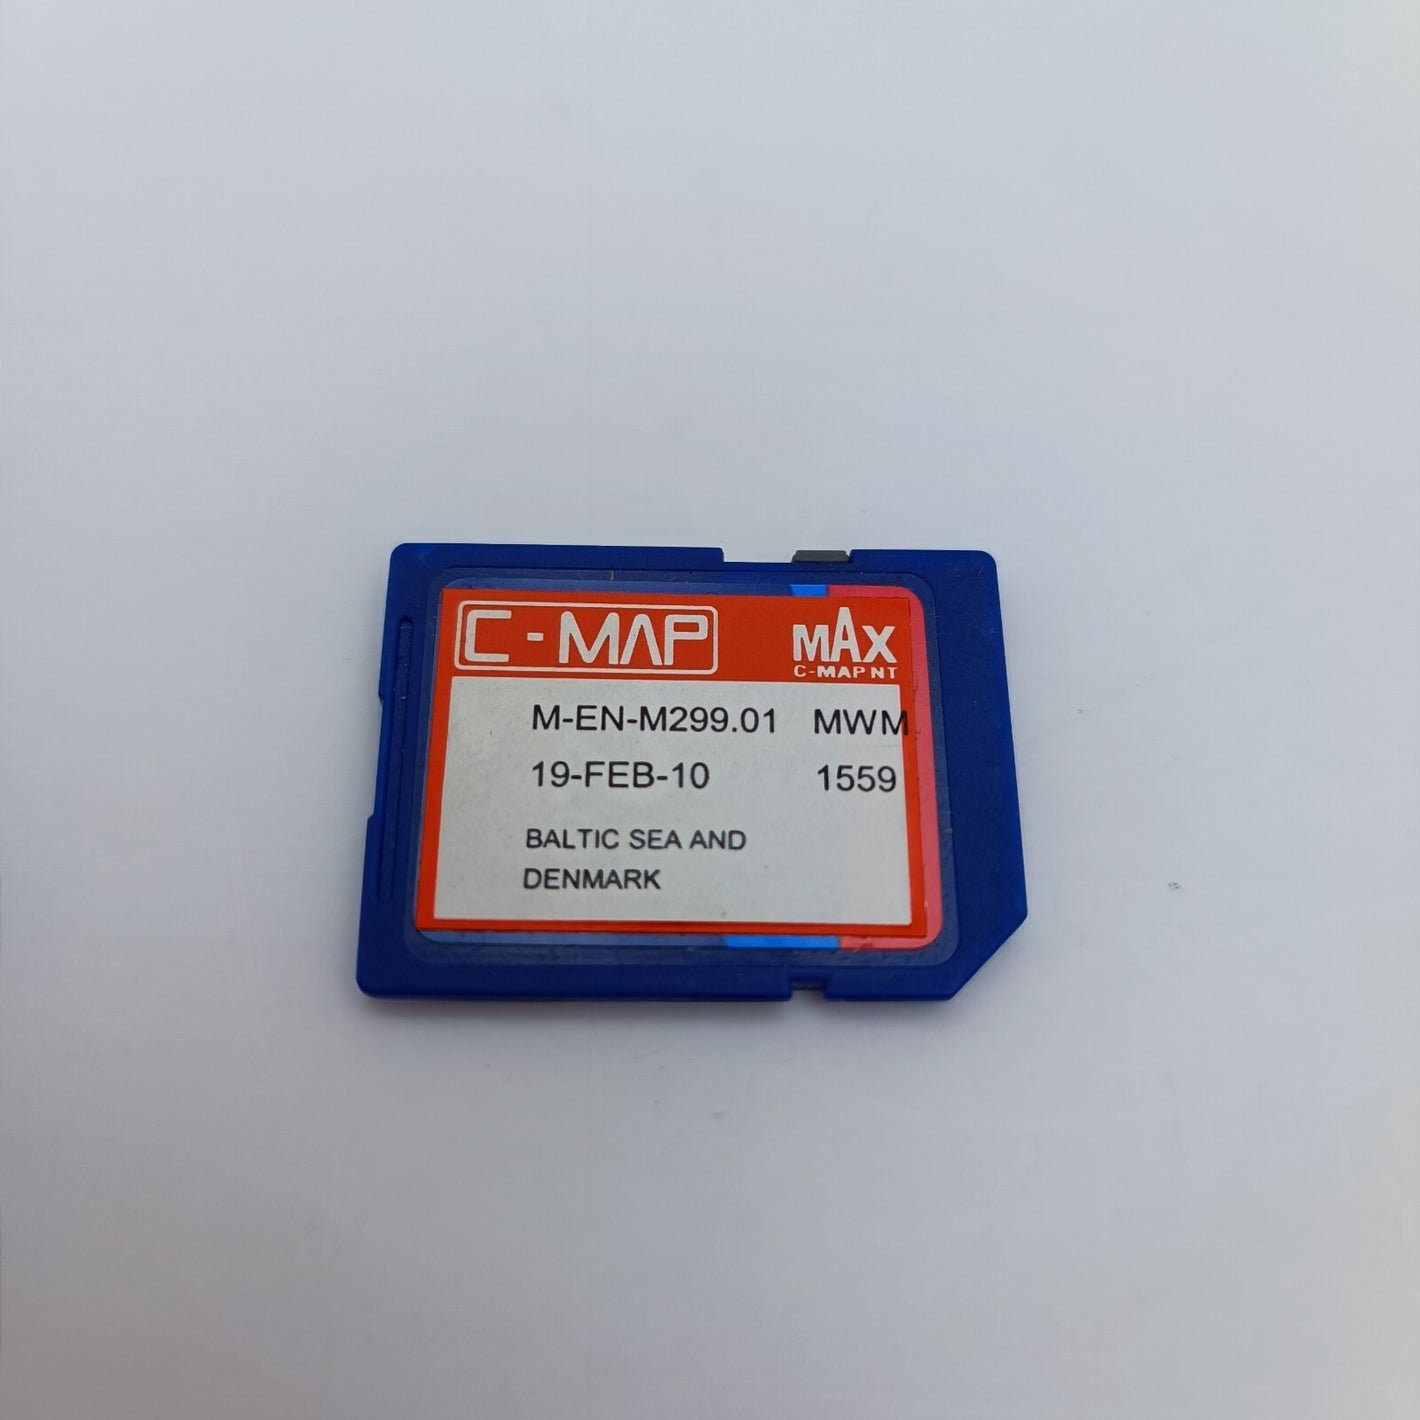 C-MAP MAX
C-MAP NT
M-EN-M299.01 MWM
19-FEB-10 1559
BALTIC SEA AND
DENMARK